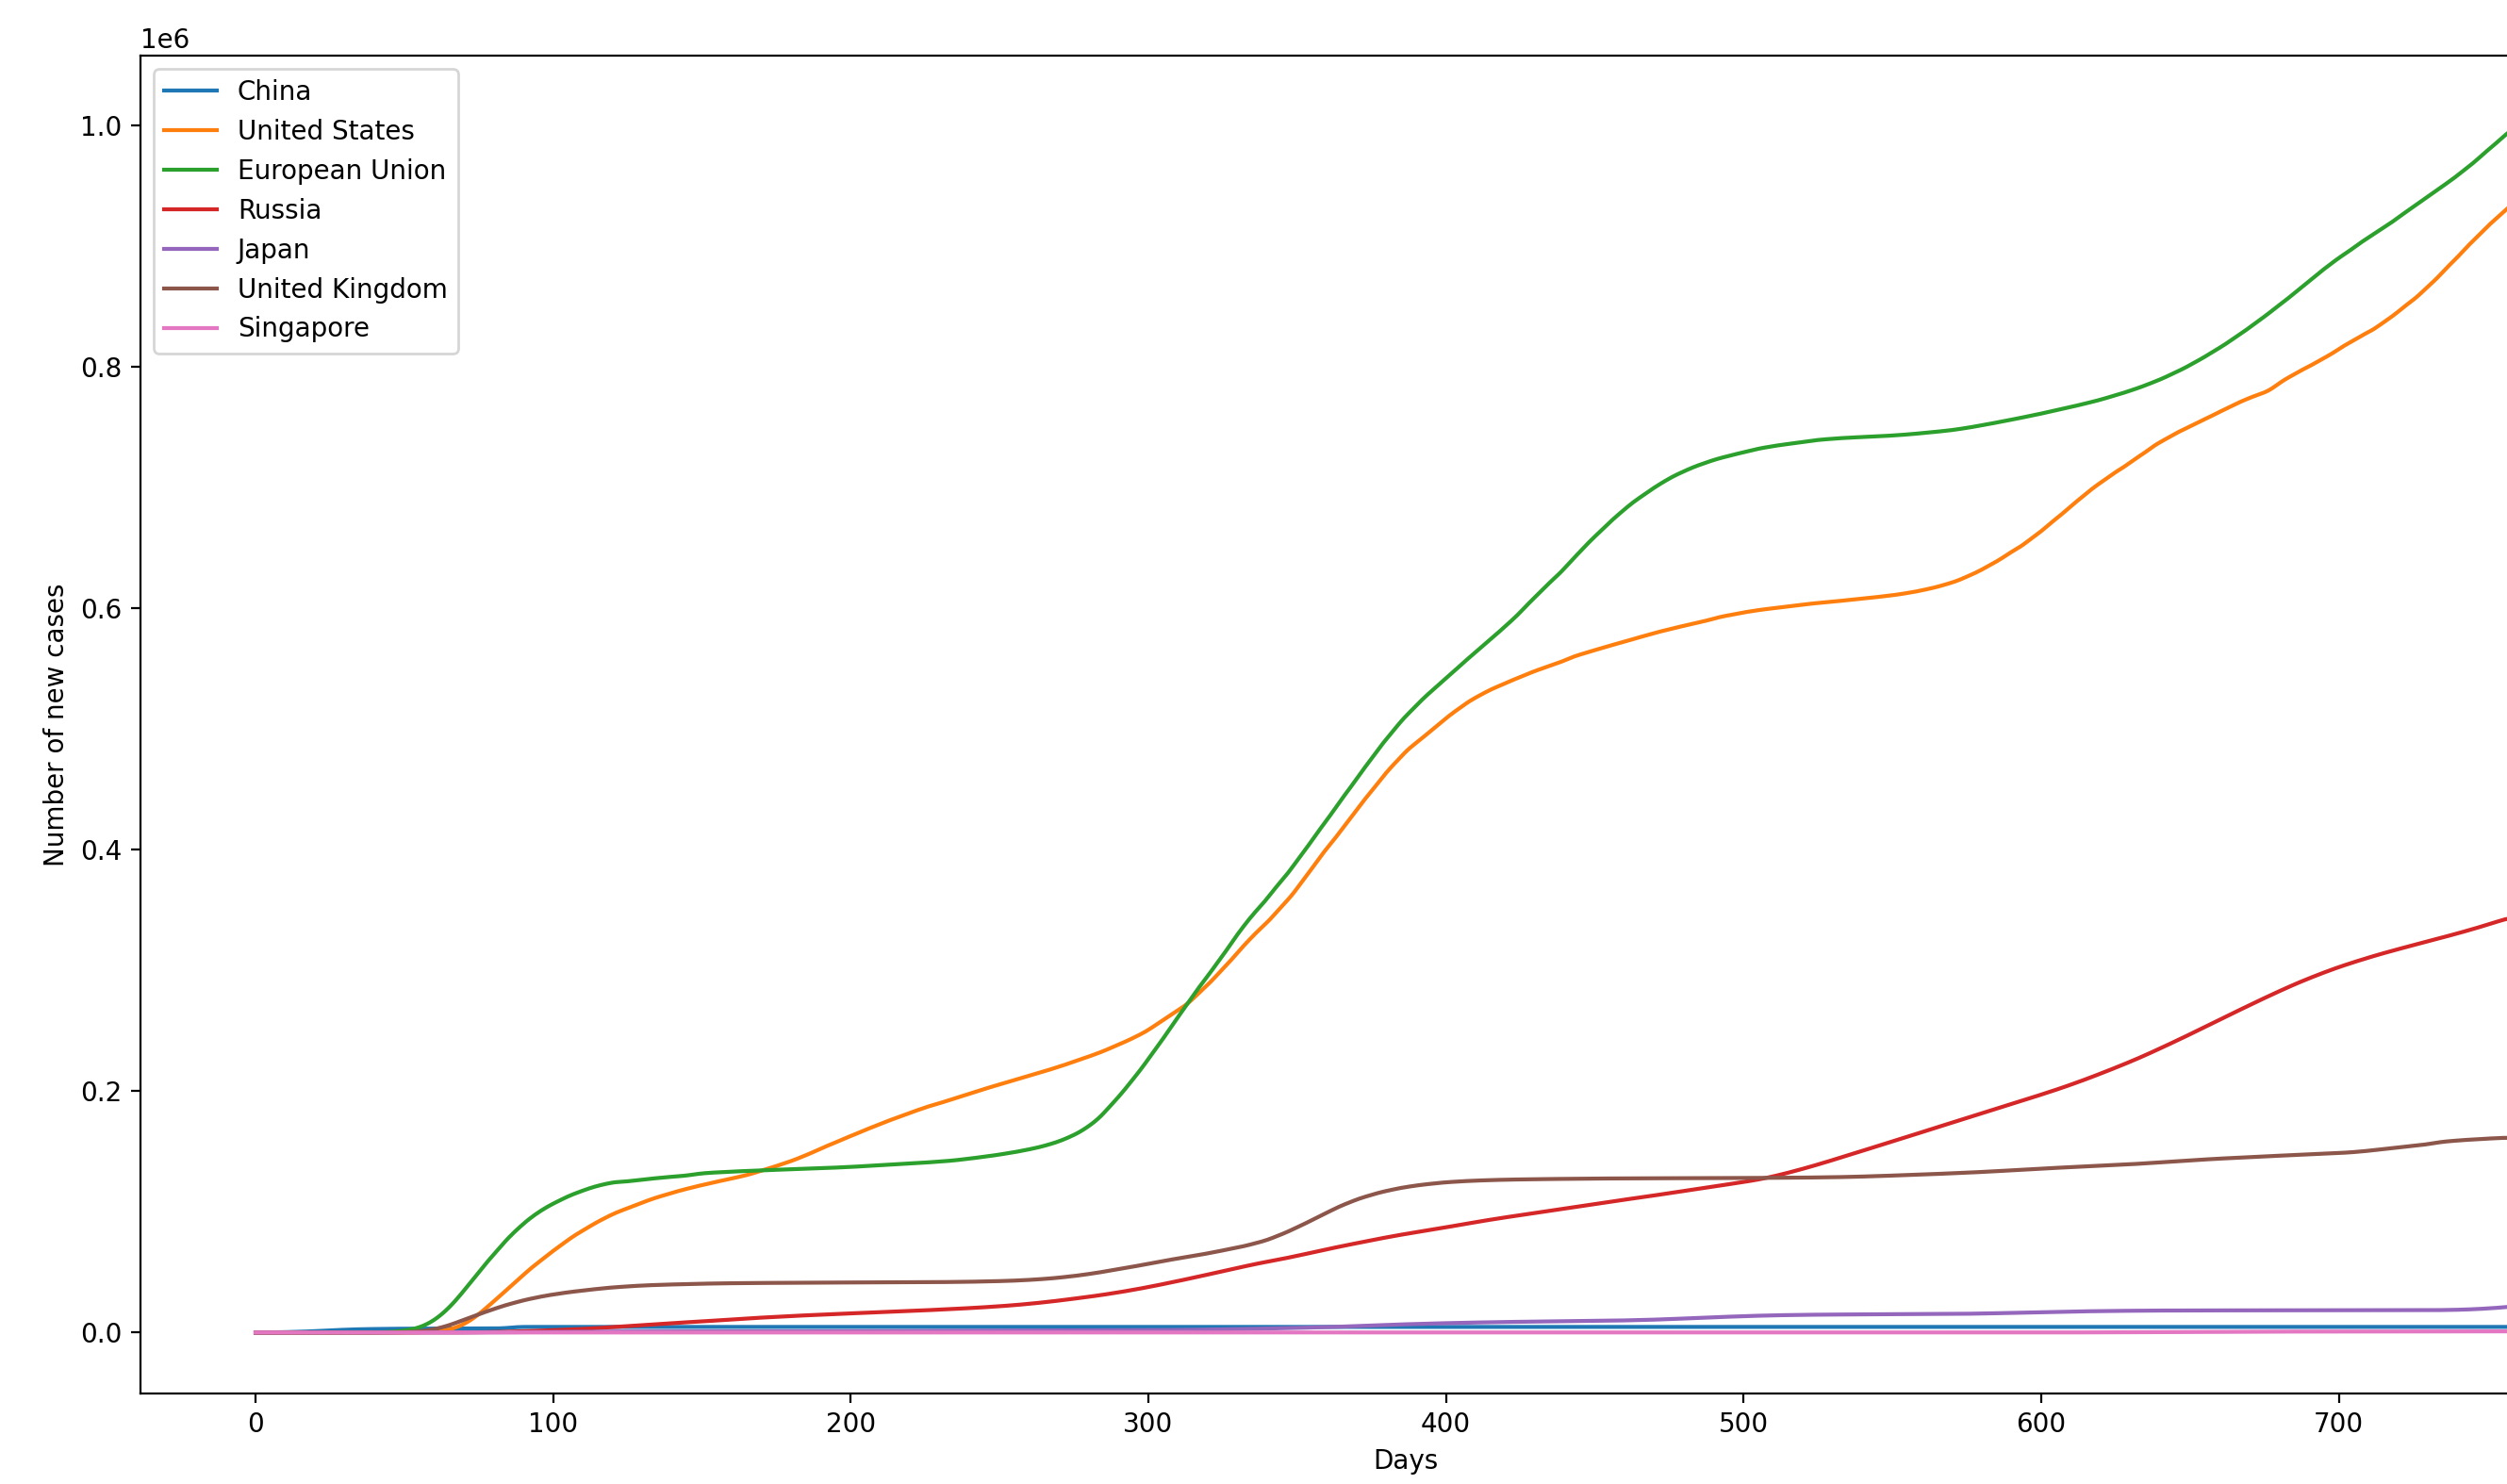 1e6
China
United States
European Union
Russia
Japan
United Kingdom
Singapore
1.0
0.8
0.6
0.4
0.2
0.0
Number of new cases
0 100 200 300 400 500 600 700
Days